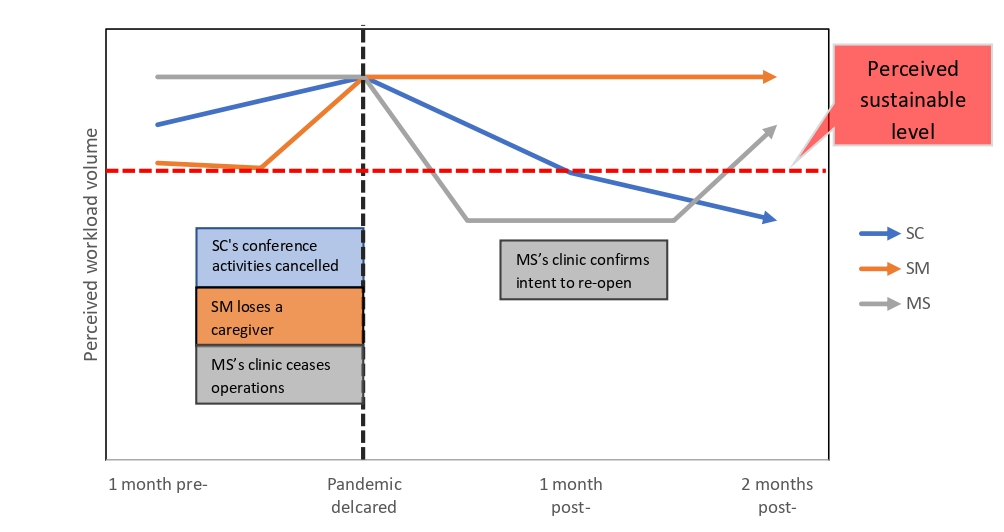 Perceived
sustainable
level
Perceived workload volume
SC's conference
activities cancelled
SM loses a
caregiver
MS’s clinic ceases
operations
MS’s clinic confirms
intent to re-open
SC
SM
MS
1 month pre-
Pandemic
delcared
1 month
post-
2 months
post-